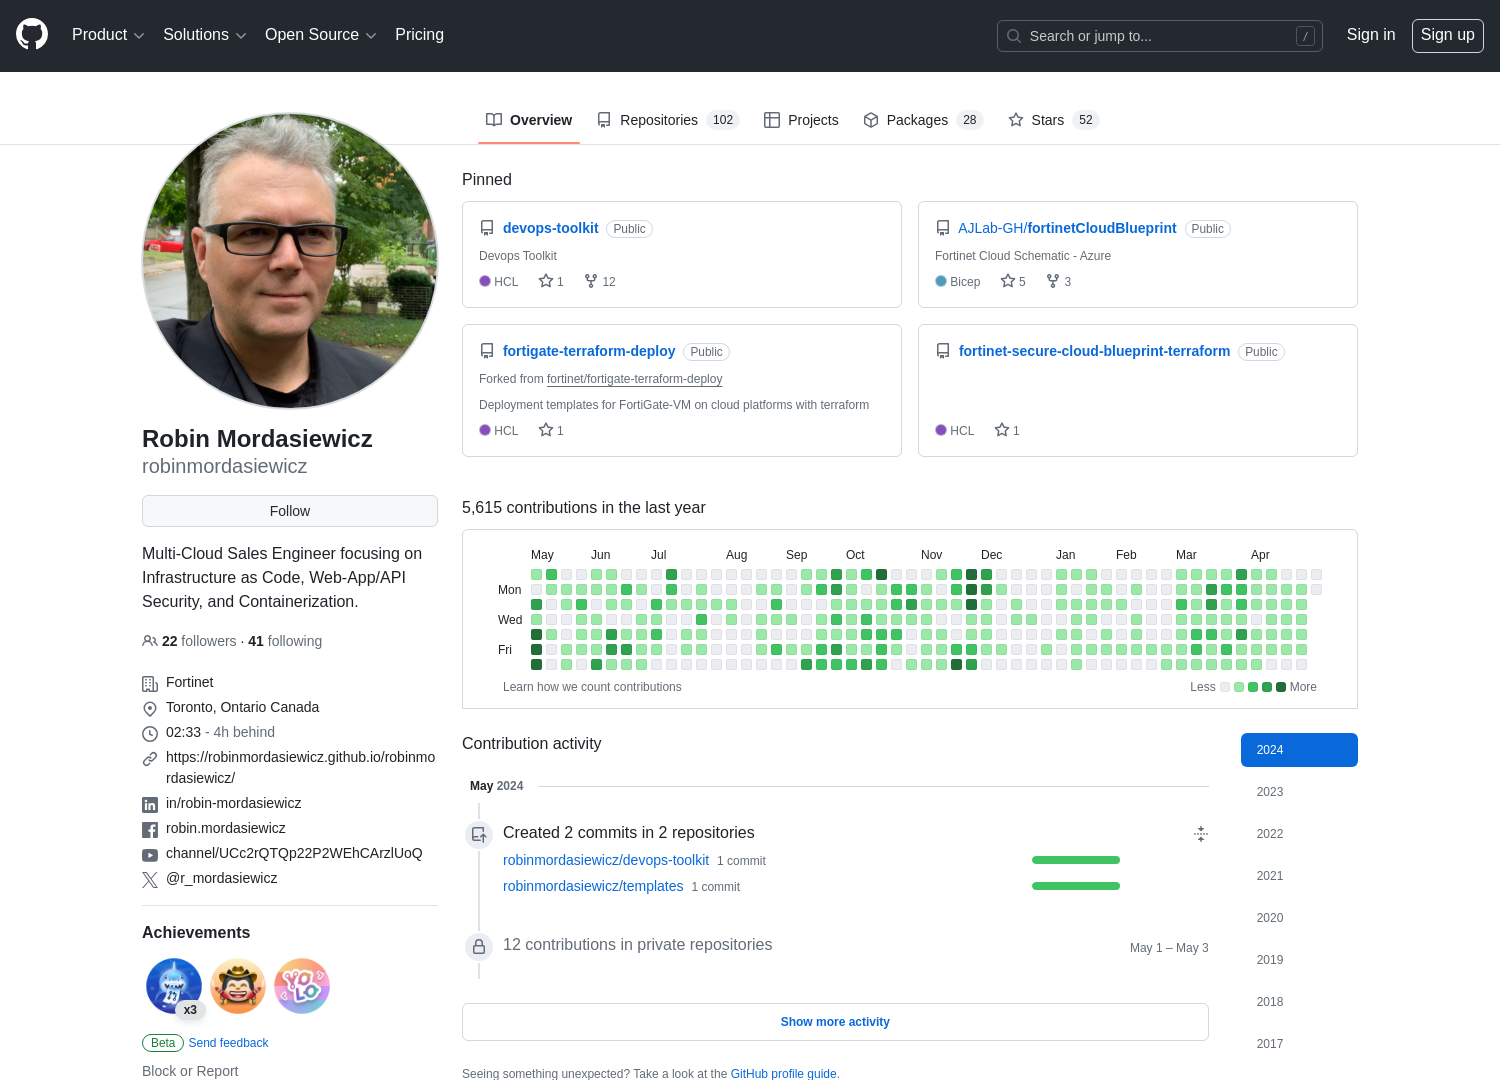 Product
Solutions
Open Source
Pricing
Search or jump to...
/
Sign in
Sign up
Overview
Repositories 102
Projects
Packages 28
Stars 52
Robin Mordasiewicz
robinmordasiewicz
Follow
Multi-Cloud Sales Engineer focusing on
Infrastructure as Code, Web-App/API
Security, and Containerization.
22 followers · 41 following
Fortinet
Toronto, Ontario Canada
02:33 - 4h behind
https://robinmordasiewicz.github.io/robinmo
rdasiewicz/
in/robin-mordasiewicz
robin.mordasiewicz
channel/UCc2rQTQp22P2WEhCArzlUoQ
@r_mordasiewicz
Achievements
x3
YOLO
Beta Send feedback
Block or Report
Pinned
devops-toolkit Public
Devops Toolkit
HCL 1 12
AJLab-GH/fortinetCloudBlueprint Public
Fortinet Cloud Schematic - Azure
Bicep 5 3
fortigate-terraform-deploy Public
Forked from fortinet/fortigate-terraform-deploy
Deployment templates for FortiGate-VM on cloud platforms with terraform
HCL 1
fortinet-secure-cloud-blueprint-terraform Public
HCL 1
5,615 contributions in the last year
May Jun Jul Aug Sep Oct Nov Dec Jan Feb Mar Apr
Mon
Wed
Fri
Learn how we count contributions
Less More
Contribution activity
May 2024
Created 2 commits in 2 repositories
robinmordasiewicz/devops-toolkit 1 commit
robinmordasiewicz/templates 1 commit
12 contributions in private repositories
May 1 – May 3
Show more activity
Seeing something unexpected? Take a look at the GitHub profile guide.
2024
2023
2022
2021
2020
2019
2018
2017